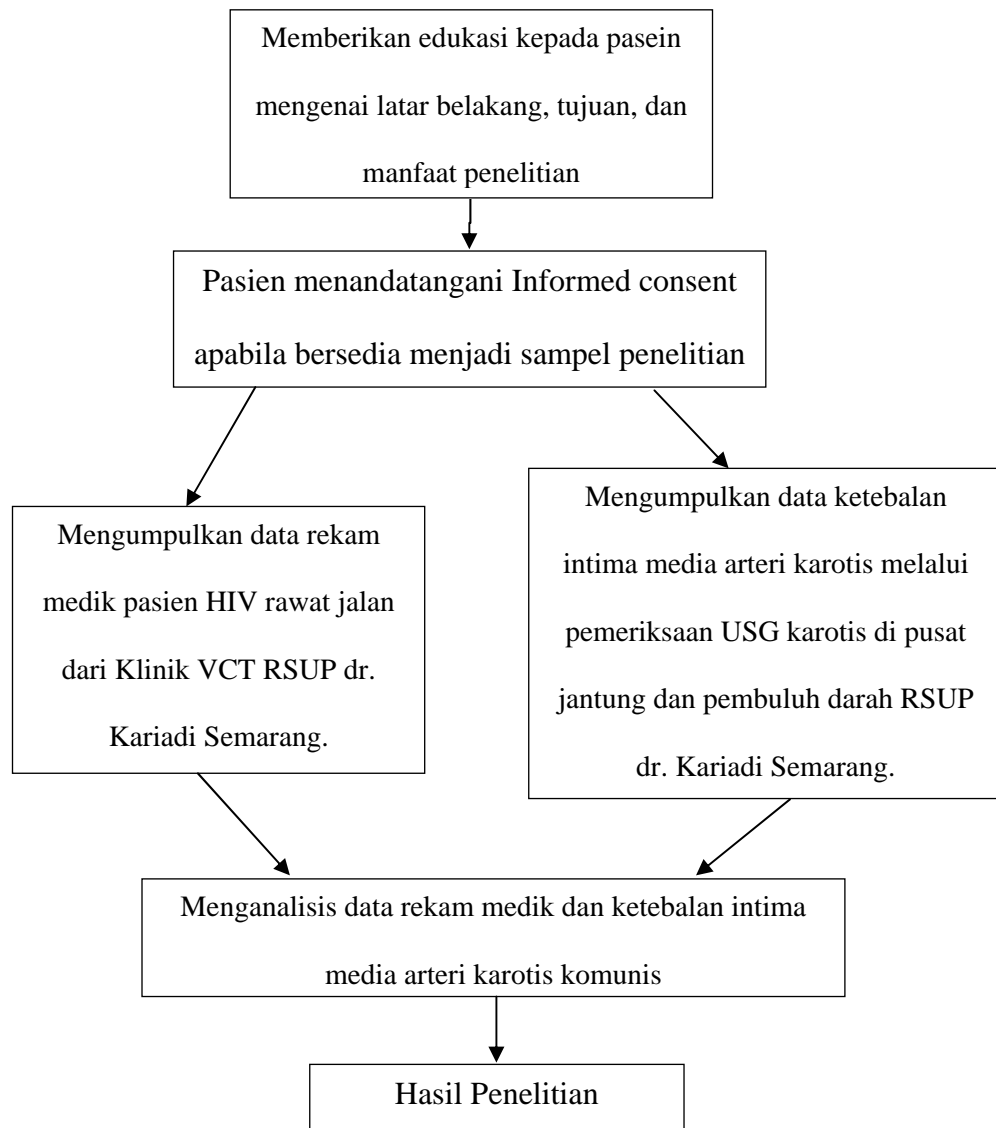 Memberikan edukasi kepada pasein
mengenai latar belakang, tujuan, dan
manfaat penelitian
Pasien menandatangani Informed consent
apabila bersedia menjadi sampel penelitian
Mengumpulkan data rekam
medik pasien HIV rawat jalan
dari Klinik VCT RSUP dr.
Kariadi Semarang.
Mengumpulkan data ketebalan
intima media arteri karotis melalui
pemeriksaan USG karotis di pusat
jantung dan pembuluh darah RSUP
dr. Kariadi Semarang.
Menganalisis data rekam medik dan ketebalan intima
media arteri karotis komunis
Hasil Penelitian